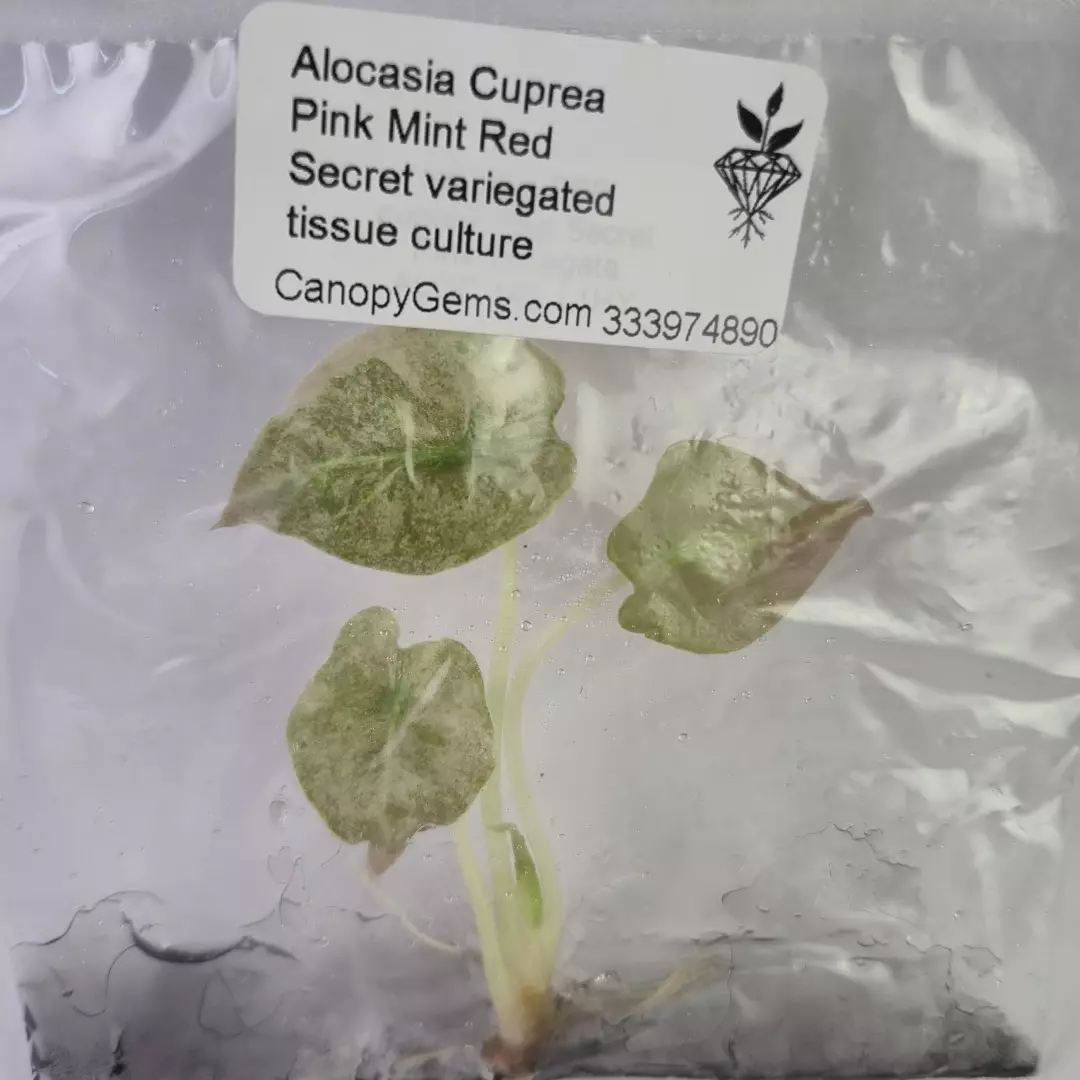 Alocasia Cuprea
Pink Mint Red
Secret variegated
tissue culture
CanopyGems.com 333974890